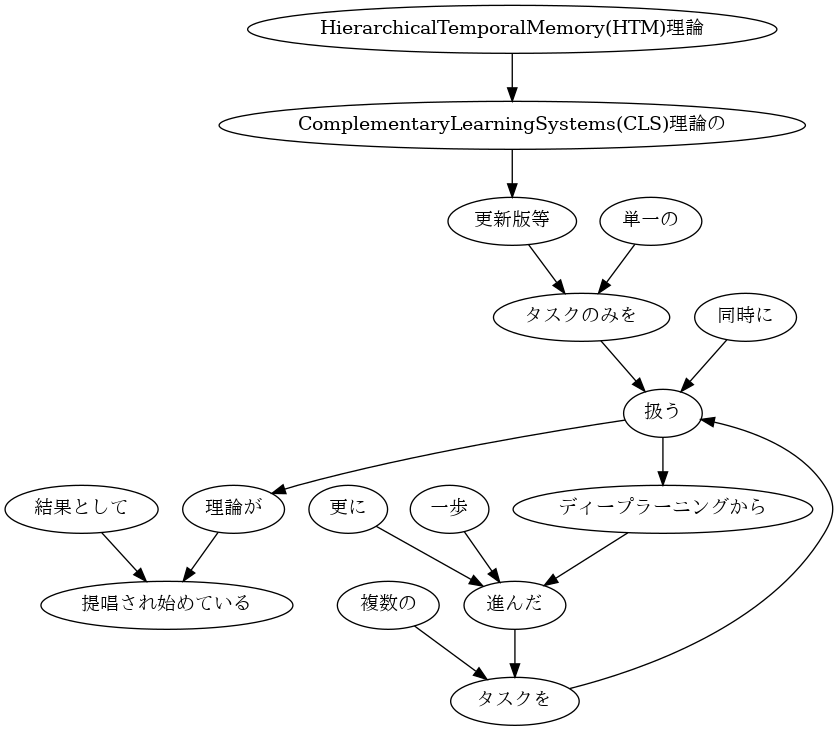 HierarchicalTemporalMemory(HTM)理論
ComplementaryLearningSystems(CLS)理論の
更新版等
単一の
タスクのみを
同時に
扱う
結果として
理論が
更に
一歩
ディープラーニングから
提唱され始めている
複数の
進んだ
タスクを